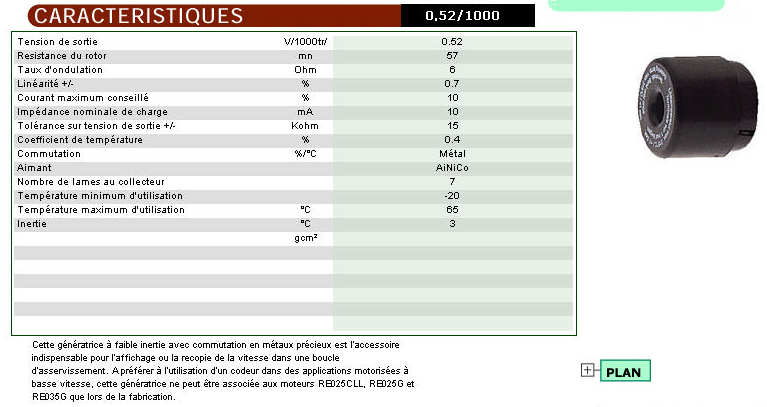 CARACTERISTIQUES 0,52/1000
Tension de sortie V/1000tr/ 0.52
Resistance du rotor mn 57
Taux d'ondulation Ohm 6
Linéarité +/- % 0.7
Courant maximum conseillé % 10
Impédance nominale de charge mA 10
Tolérance sur tension de sortie +/- Kohm 15
Coefficient de température % 0.4
Commutation %/°C Métal
Aimant AiNiCo
Nombre de lames au collecteur 7
Température minimum d'utilisation -20
Température maximum d'utilisation °C 65
Inertie °C 3
gcm²
Cette génératrice à faible inertie avec commutation en métaux précieux est l'accessoire
indispensable pour l'affichage ou la recopie de la vitesse dans une boucle
d'asservissement. A préférer à l'utilisation d'un codeur dans des applications motorisées à
basse vitesse, cette génératrice ne peut être associée aux moteurs RE025CLL, RE025G et
RE035G que lors de la fabrication.
PLAN